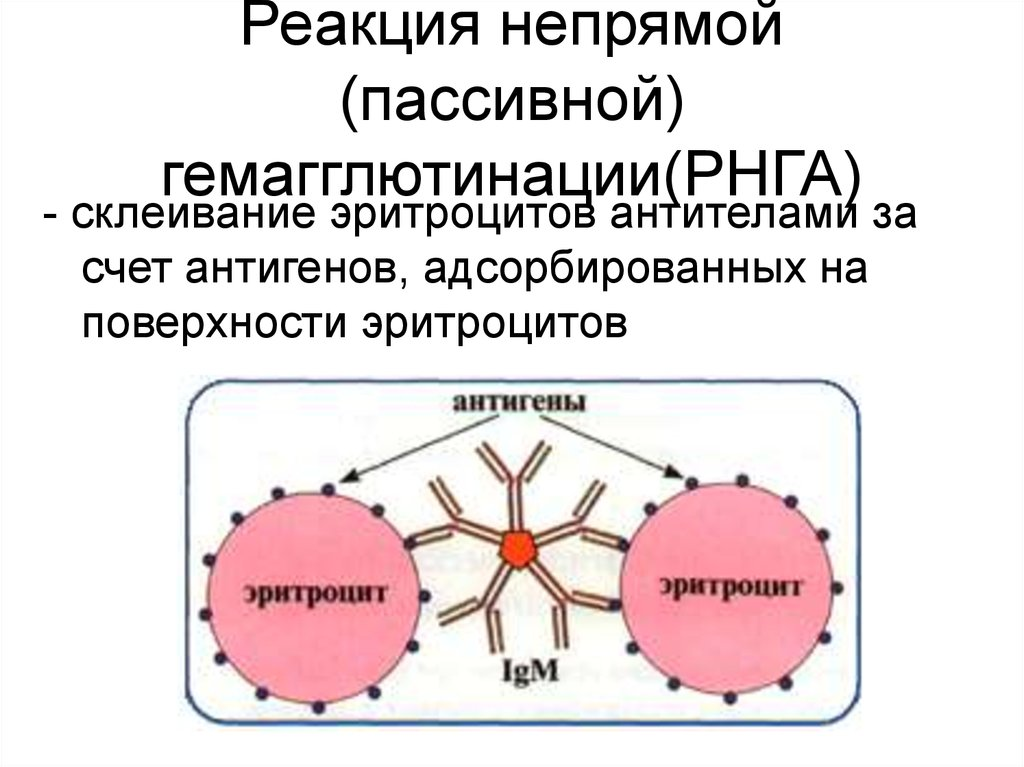 Реакция непрямой
(пассивной)
гемагглютинации(РНГА)
- склеивание эритроцитов антителами за
счет антигенов, адсорбированных на
поверхности эритроцитов
антигены
эритроцит
эритроцит
IgM